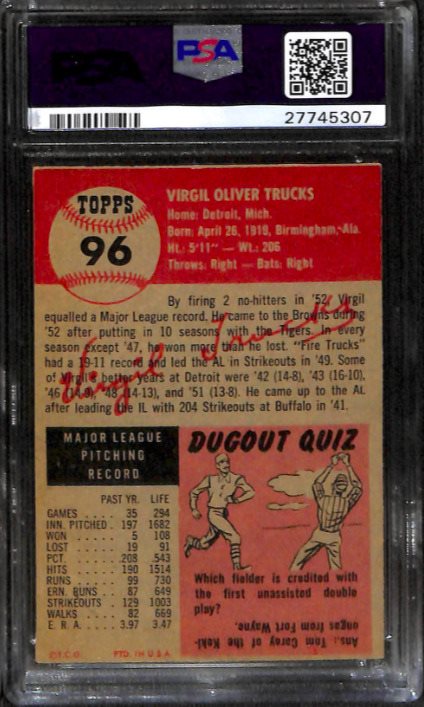 PSA
27745307
TOPPS
96
VIRGIL OLIVER TRUCKS
Home: Detroit, Mich.
Born: April 26, 1919, Birmingham, Ala.
Ht.: 5'11" — Wt.: 206
Throws: Right — Bats: Right
By firing 2 no-hitters in '52, Virgil
equalled a Major League record. He came to the Browns during
'52 after putting in 10 seasons with the Tigers. In every
season except '47, he won more than he lost. "Fire Trucks"
had a 19-11 record and led the AL in Strikeouts in '49. Some
of Virgil's better years at Detroit were '42 (14-8), '43 (16-10),
'46 (14-9), '48 (14-13), and '51 (13-8). He came up to the AL
after leading the IL with 204 Strikeouts at Buffalo in '41.
Virgil Trucks
MAJOR LEAGUE
PITCHING
RECORD
PAST YR. LIFE
GAMES 35 294
INN. PITCHED 197 1682
WON 5 108
LOST 19 91
PCT. 208 543
HITS 190 1514
RUNS 99 730
ERN. RUNS 87 649
STRIKEOUTS 129 1003
WALKS 82 669
E. R. A. 3.97 3.47
©T.C.G. PTD. IN U.S.A.
DUGOUT QUIZ
Which fielder is credited with
the first unassisted double
play?
Ans.: Tom Carey of the Keki-
ongas from Fort Wayne.